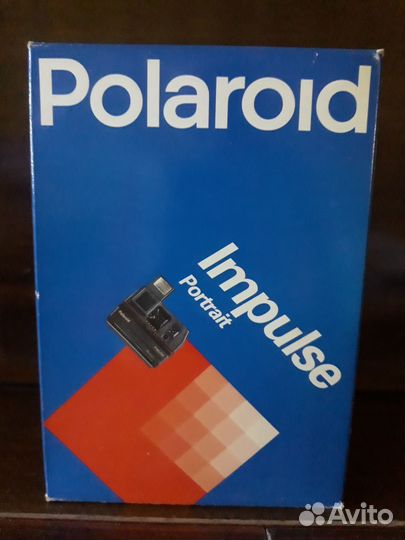 Polaroid
Impulse
Portrait
Avito